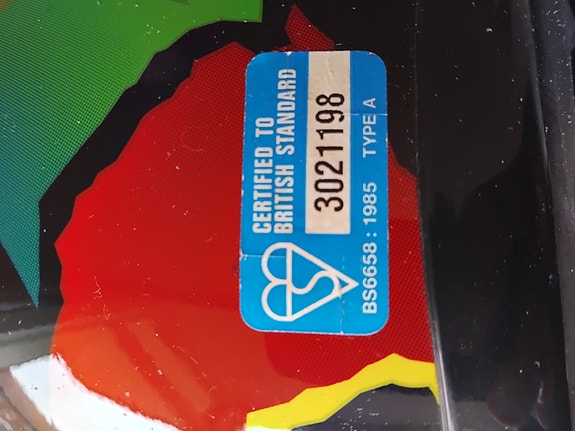 CERTIFIED TO
BRITISH STANDARD
3021198
BS6658 : 1985 TYPE A